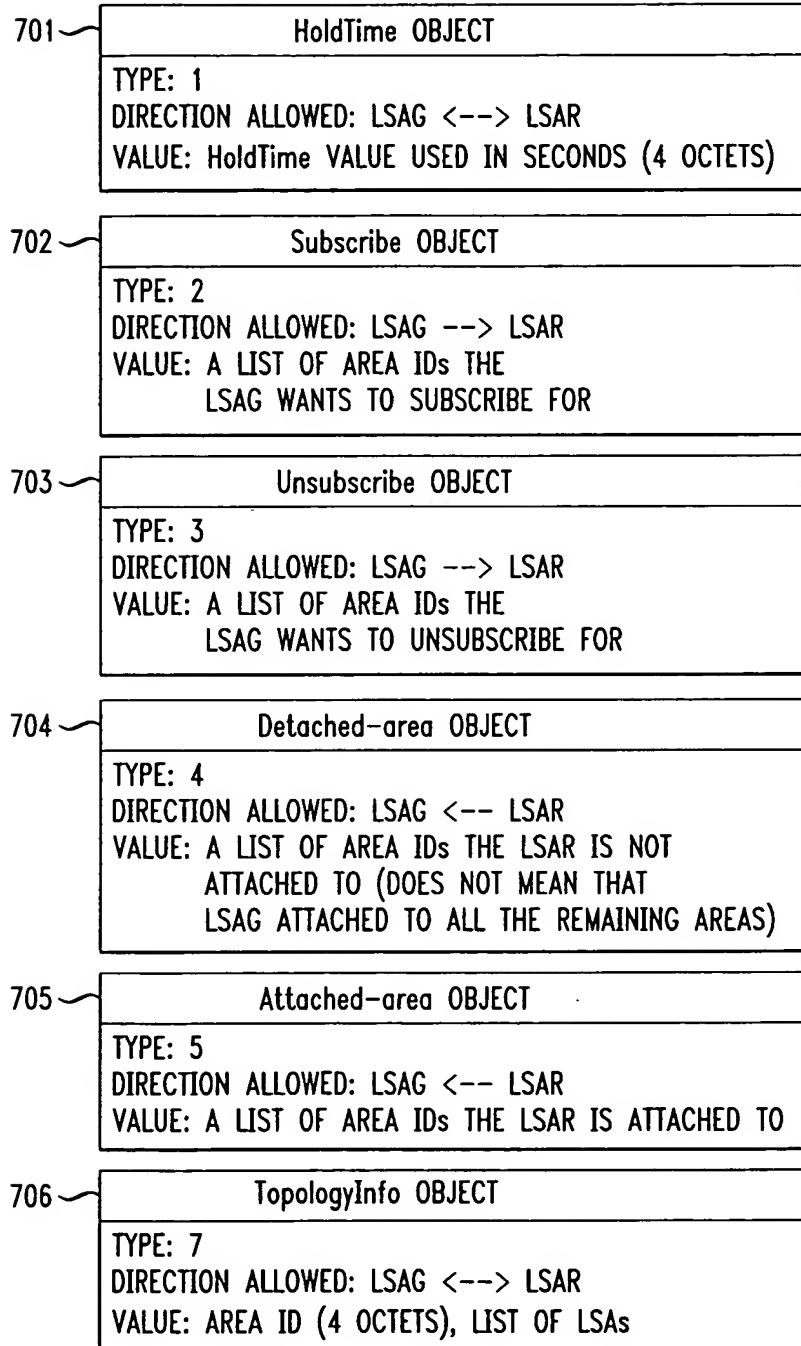 701 HoldTime OBJECT
TYPE: 1
DIRECTION ALLOWED: LSAG <--> LSAR
VALUE: HoldTime VALUE USED IN SECONDS (4 OCTETS)
702 Subscribe OBJECT
TYPE: 2
DIRECTION ALLOWED: LSAG --> LSAR
VALUE: A LIST OF AREA IDs THE
LSAG WANTS TO SUBSCRIBE FOR
703 Unsubscribe OBJECT
TYPE: 3
DIRECTION ALLOWED: LSAG --> LSAR
VALUE: A LIST OF AREA IDs THE
LSAG WANTS TO UNSUBSCRIBE FOR
704 Detached-area OBJECT
TYPE: 4
DIRECTION ALLOWED: LSAG <-- LSAR
VALUE: A LIST OF AREA IDs THE LSAR IS NOT
ATTACHED TO (DOES NOT MEAN THAT
LSAG ATTACHED TO ALL THE REMAINING AREAS)
705 Attached-area OBJECT
TYPE: 5
DIRECTION ALLOWED: LSAG <-- LSAR
VALUE: A LIST OF AREA IDs THE LSAR IS ATTACHED TO
706 TopologyInfo OBJECT
TYPE: 7
DIRECTION ALLOWED: LSAG <--> LSAR
VALUE: AREA ID (4 OCTETS), LIST OF LSAs